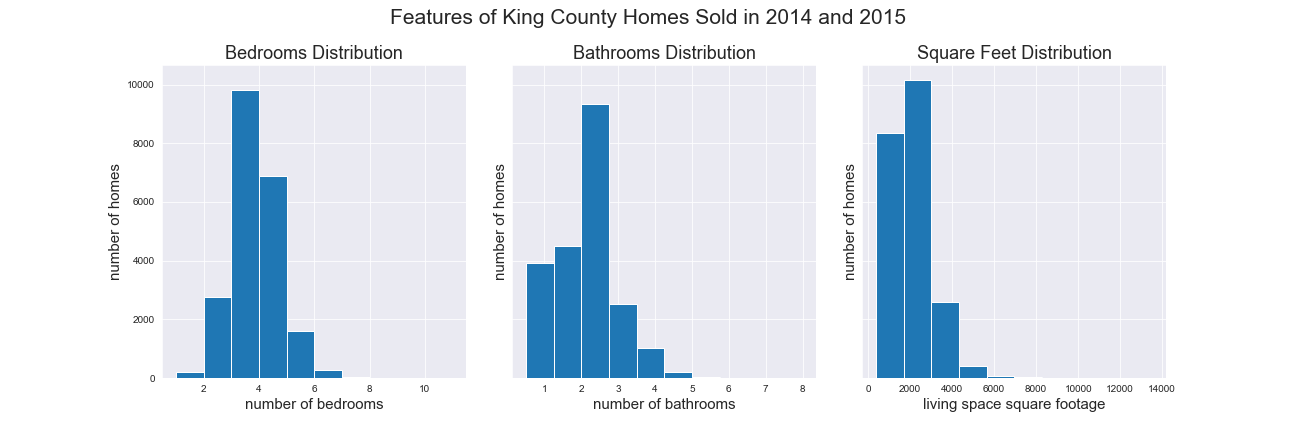 Features of King County Homes Sold in 2014 and 2015
Bedrooms Distribution
number of homes
10000
8000
6000
4000
2000
0
2 4 6 8 10
number of bedrooms
Bathrooms Distribution
number of homes
1 2 3 4 5 6 7 8
number of bathrooms
Square Feet Distribution
number of homes
0 2000 4000 6000 8000 10000 12000 14000
living space square footage